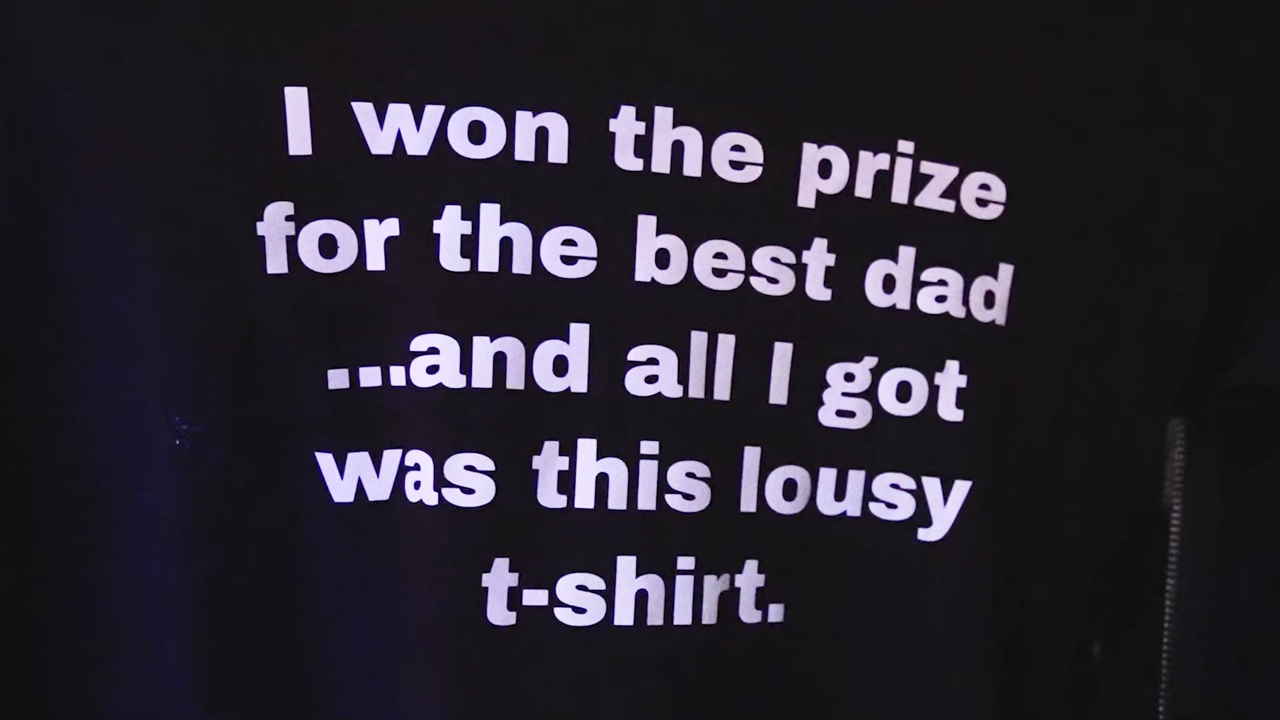 I won the prize
for the best dad
...and all I got
was this lousy
t-shirt.